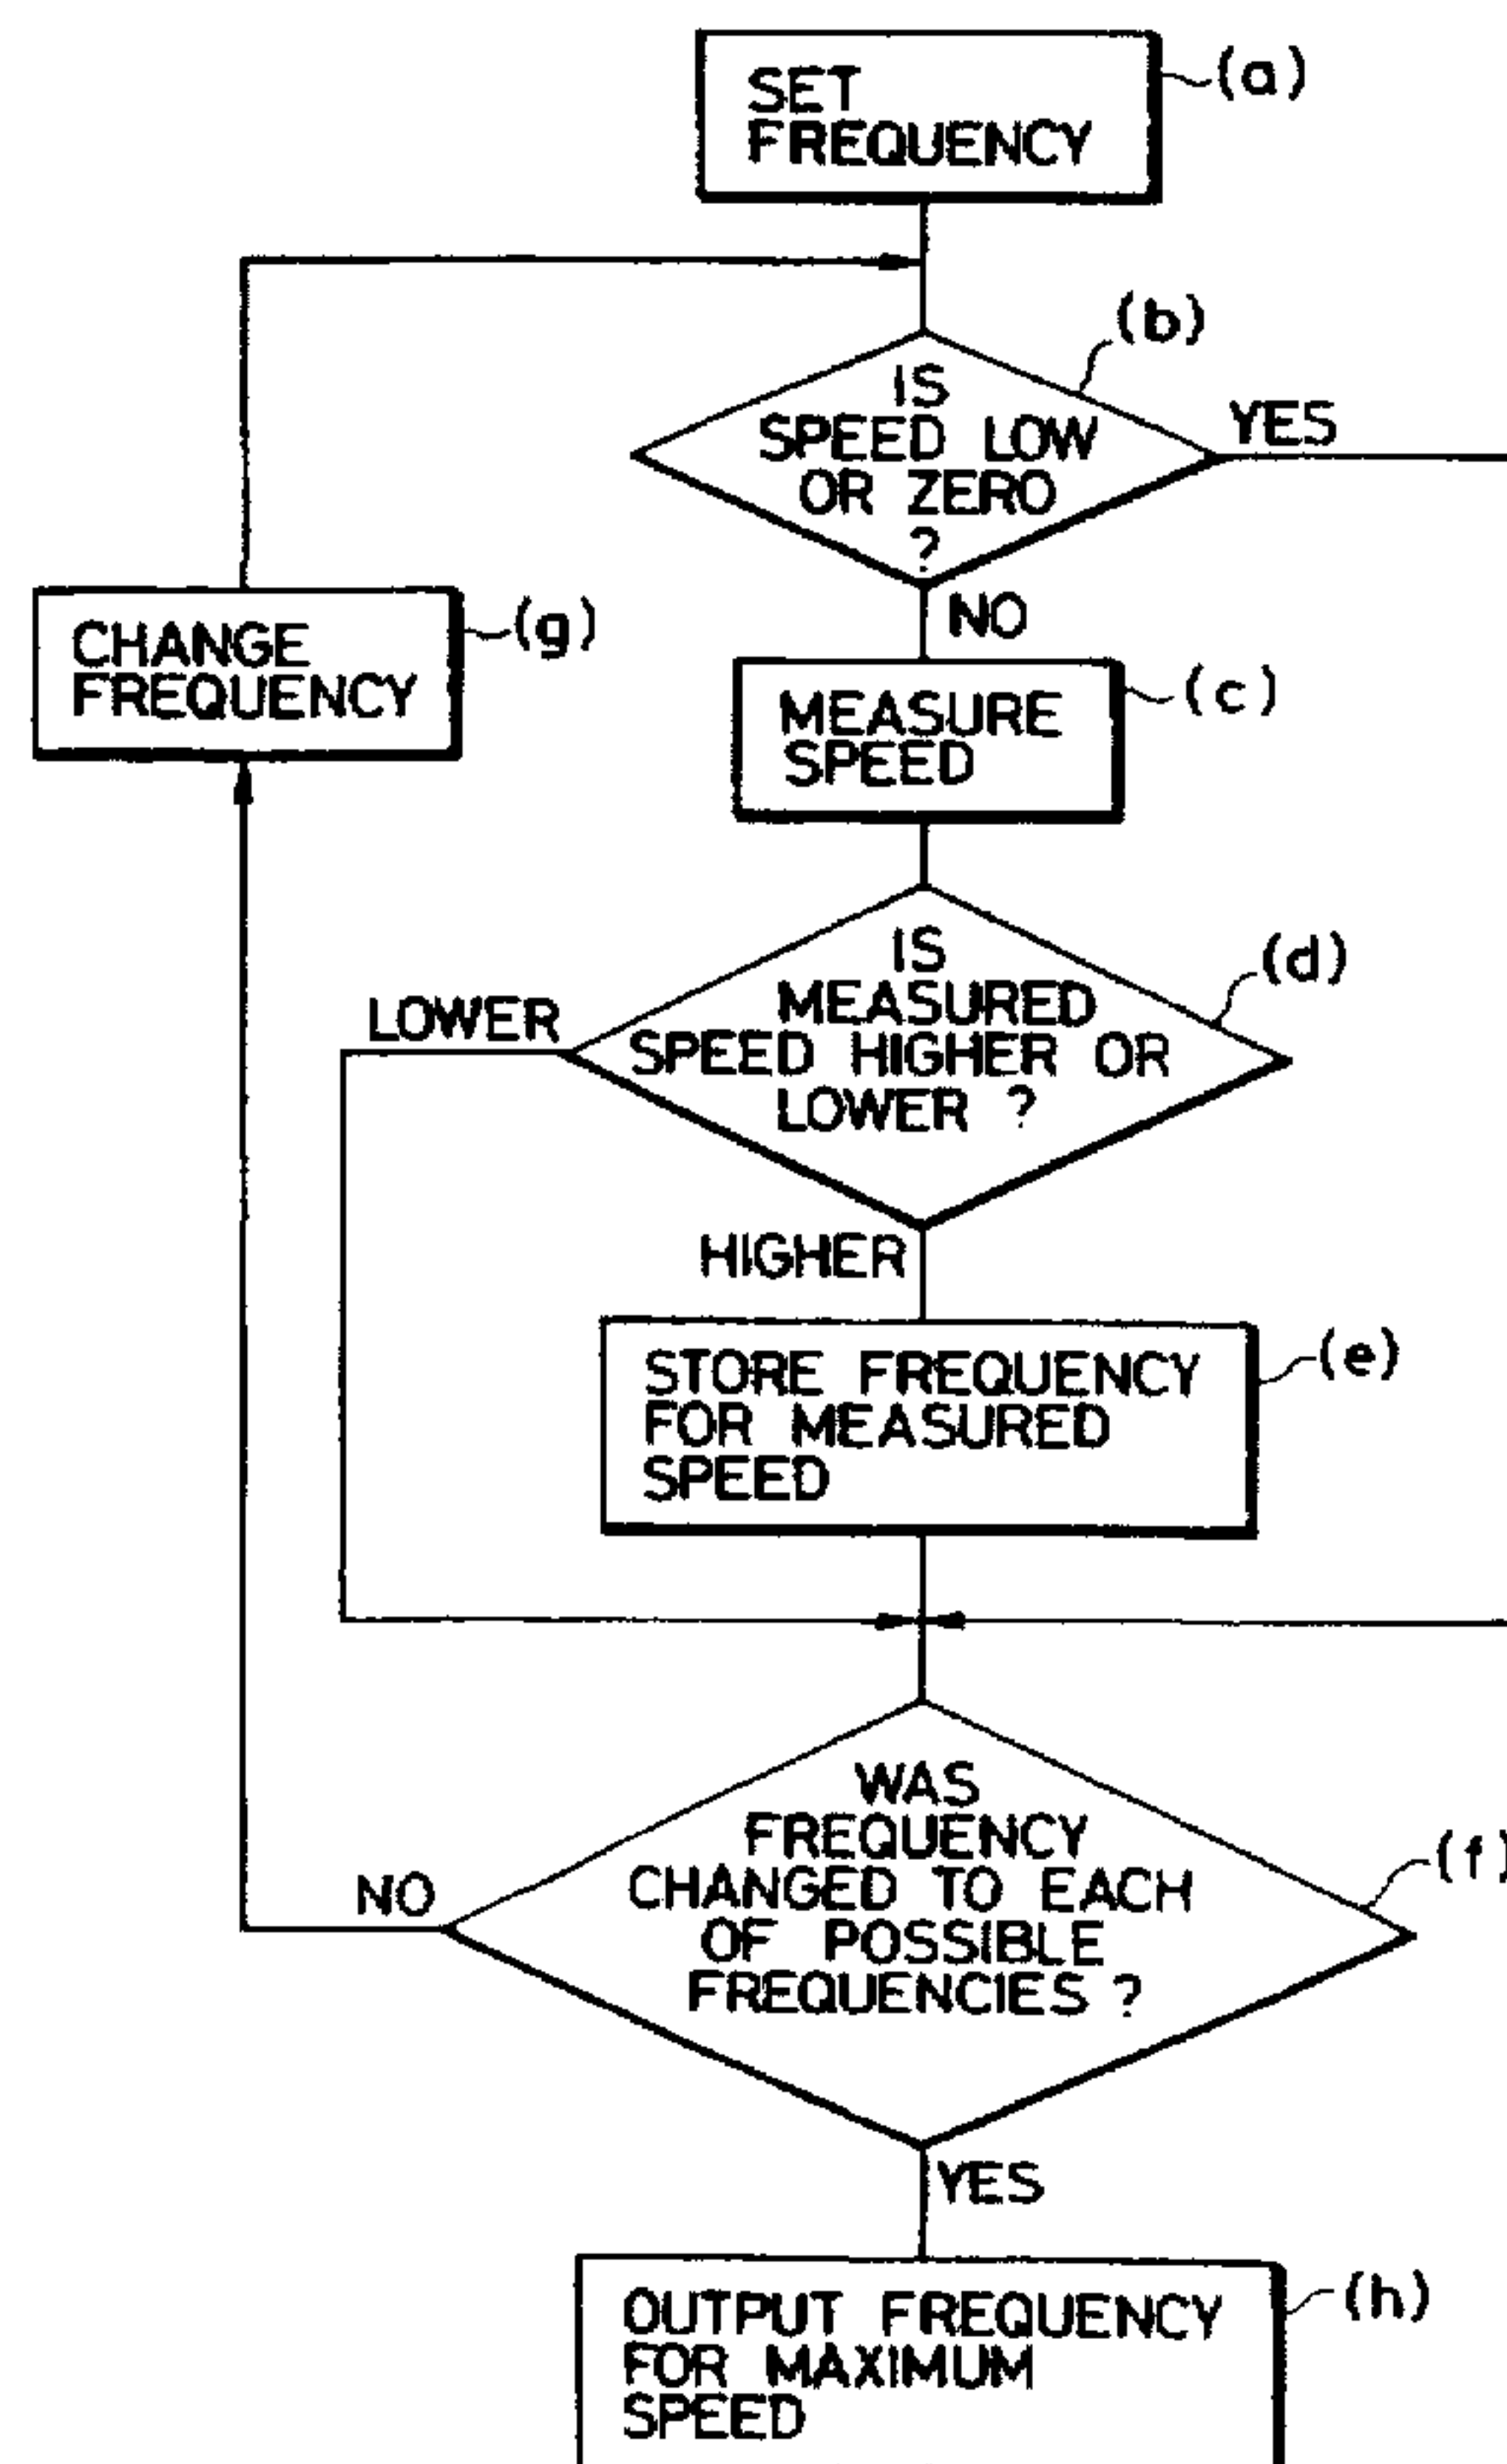 SET
FREQUENCY
(a)
(b)
IS
SPEED LOW
OR ZERO
?
YES
NO
CHANGE
FREQUENCY
(g)
MEASURE
SPEED
(c)
IS
MEASURED
SPEED HIGHER OR
LOWER ?
(d)
LOWER
HIGHER
STORE FREQUENCY
FOR MEASURED
SPEED
(e)
WAS
FREQUENCY
CHANGED TO EACH
OF POSSIBLE
FREQUENCIES ?
(f)
NO
YES
OUTPUT FREQUENCY
FOR MAXIMUM
SPEED
(h)